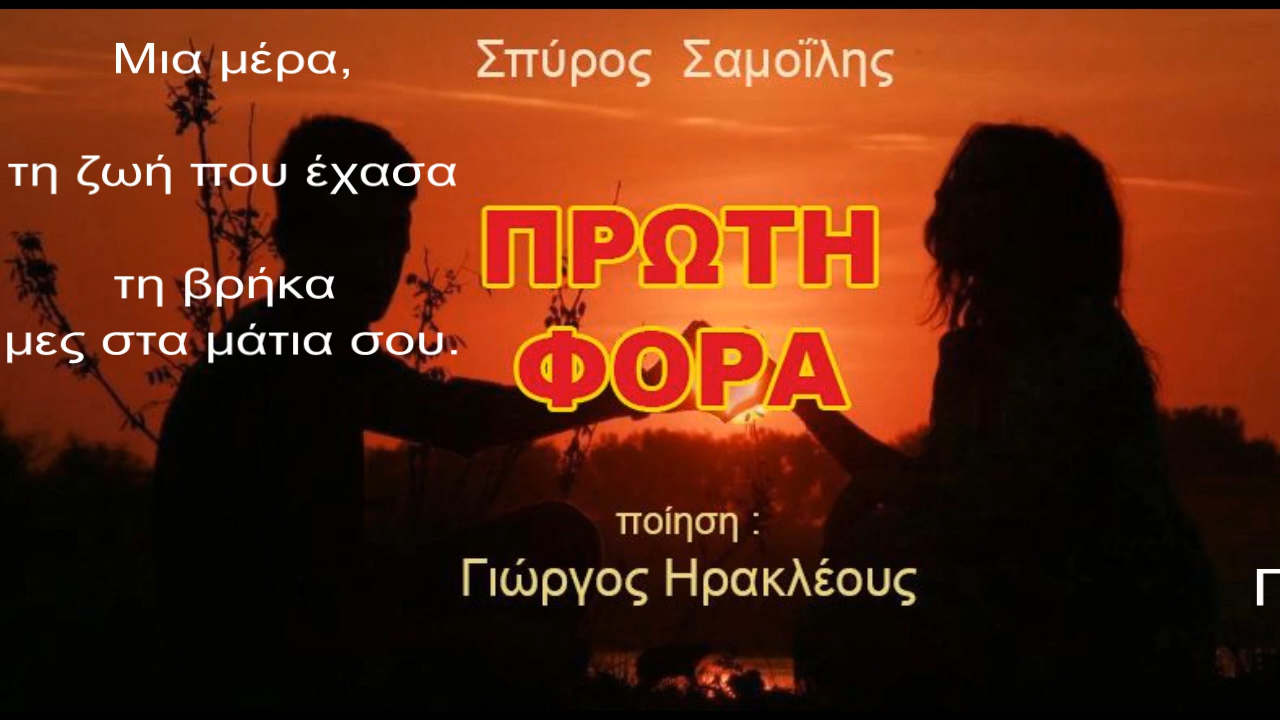 Μια μέρα,
τη ζωή που έχασα
τη βρήκα
μες στα μάτια σου.
Σπύρος Σαμοΐλης
ΠΡΩΤΗ
ΦΟΡΑ
ποίηση :
Γιώργος Ηρακλέους